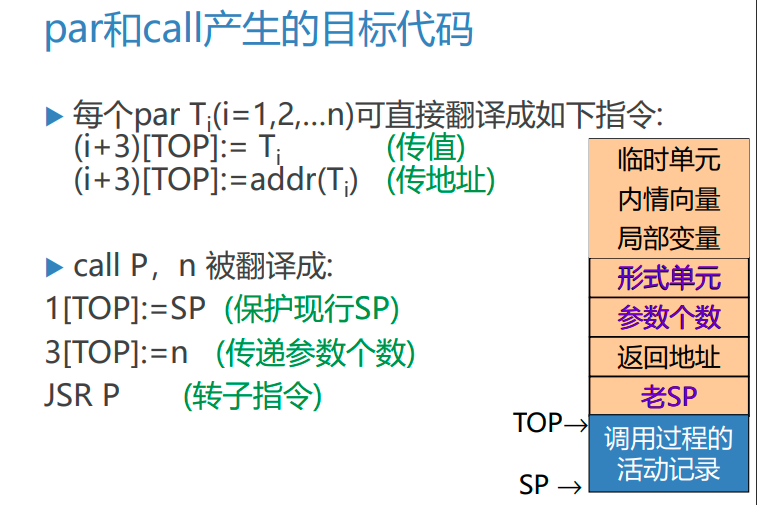 par和call产生的目标代码
▶ 每个par Ti(i=1,2,…n)可直接翻译成如下指令:
(i+3)[TOP]:= Ti (传值)
(i+3)[TOP]:=addr(Ti) (传地址)
▶ call P，n 被翻译成:
1[TOP]:=SP (保护现行SP)
3[TOP]:=n (传递参数个数)
JSR P (转子指令)
临时单元
内情向量
局部变量
形式单元
参数个数
返回地址
老SP
TOP→
调用过程的
活动记录
SP →